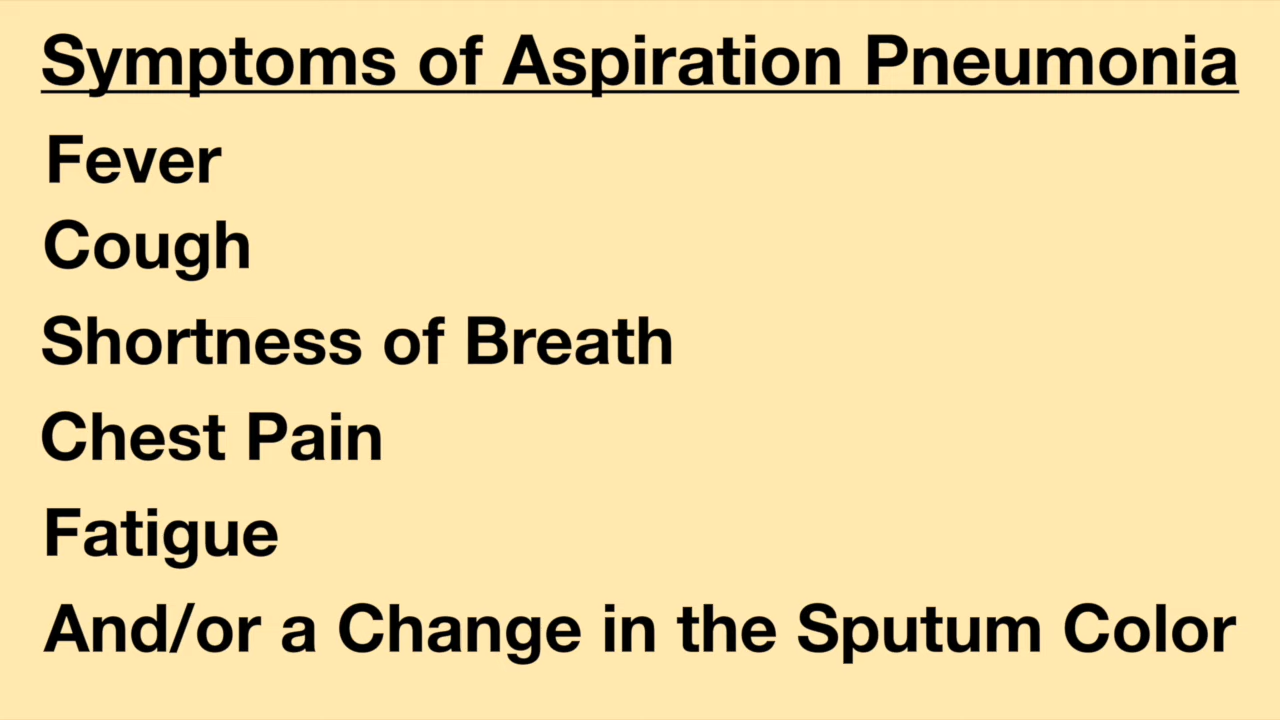 Symptoms of Aspiration Pneumonia
Fever
Cough
Shortness of Breath
Chest Pain
Fatigue
And/or a Change in the Sputum Color